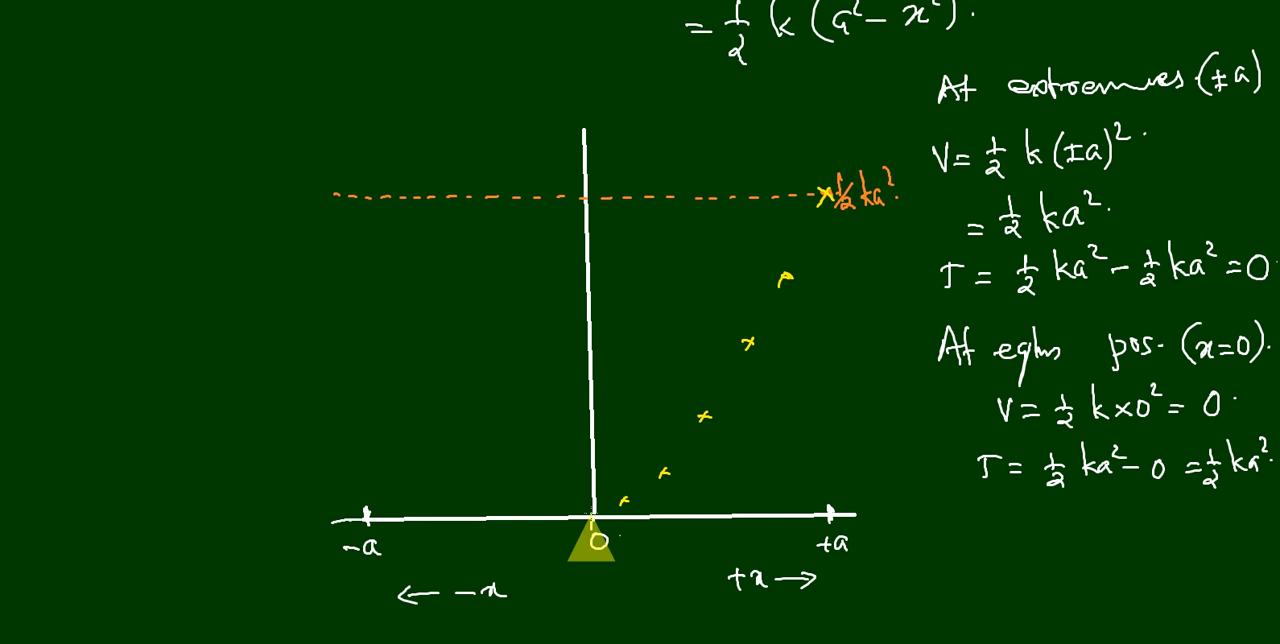 = 1/2 k (a² - x²).
At extremes (±a)
V = 1/2 k (±a)².
= 1/2 ka².
T = 1/2 ka² - 1/2 ka² = 0
At eqlm pos. (x=0).
V = 1/2 k × 0² = 0.
T = 1/2 ka² - 0 = 1/2 ka².
1/2 ka².
-a
0
+a
← -x
+x →